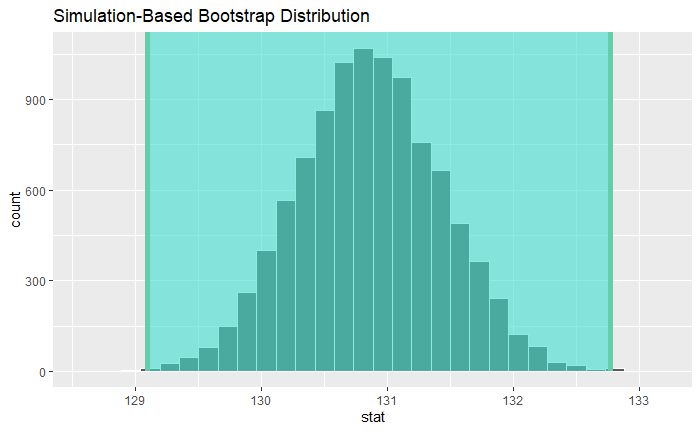 Simulation-Based Bootstrap Distribution
900
600
300
0
count
129 130 131 132 133
stat